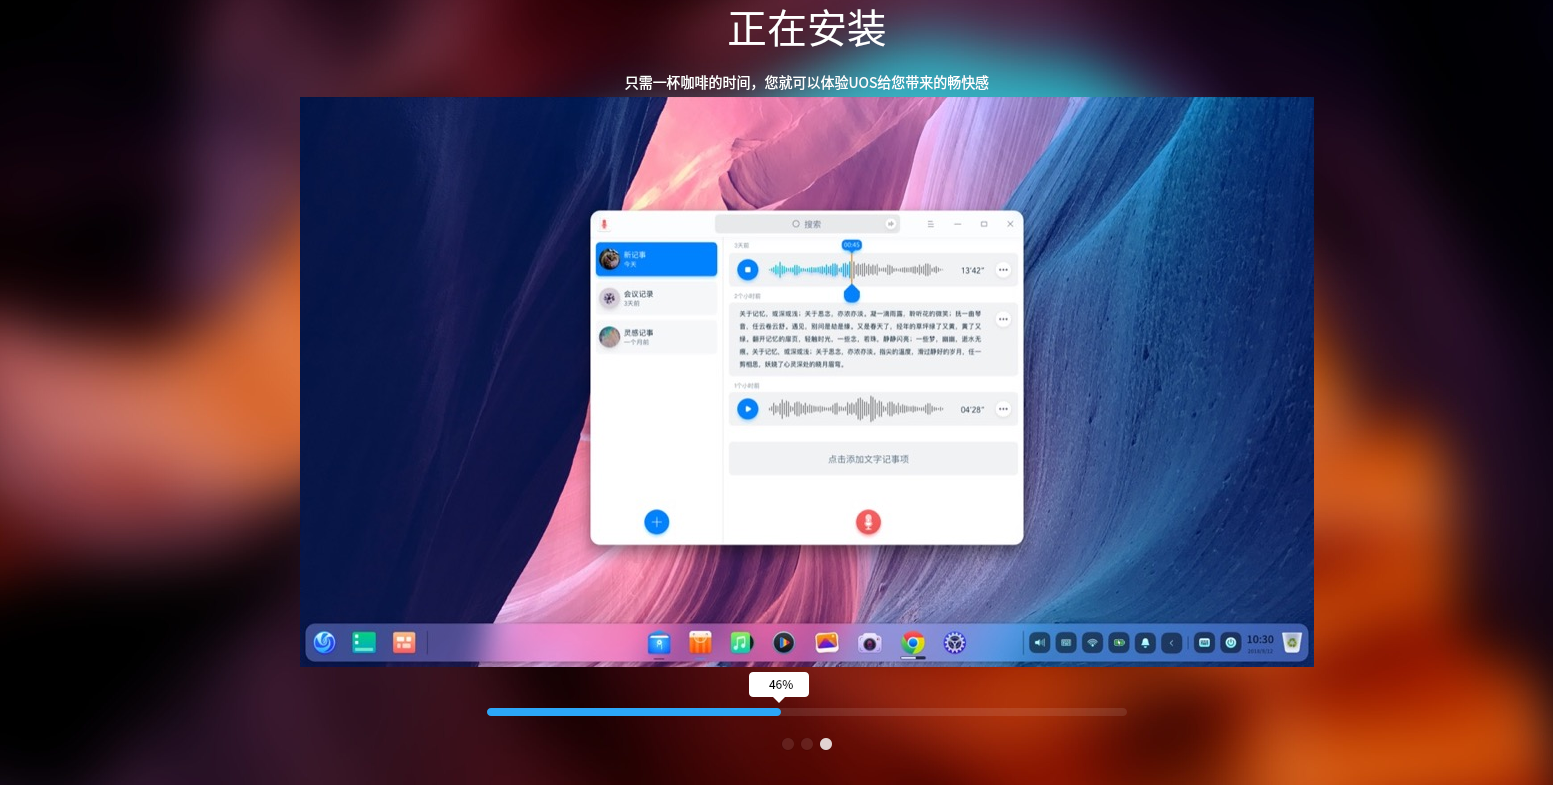 正在安装
只需一杯咖啡的时间，您就可以体验UOS给您带来的畅快感
搜索
新记事
今天
会议记录
3天前
灵感记事
一个月前
3天前
00:45
13'42"
2个小时前
关于记忆，或深或浅；关于思念，亦浓亦淡。凝一滴雨露，聆听花的微笑；抚一曲琴
音，任云卷云舒。遇见，别问是劫是缘。又是春天了，经年的草坪绿了又黄，黄了又
绿。翻开记忆的扉页，轻触时光，一些念，若珠，静静闪亮；一些梦，幽幽，逝水无
痕。关于记忆，或深或浅；关于思念，亦浓亦淡。指尖的温度，滑过静好的岁月，任一
剪相思，妖娆了心灵深处的晓月眉弯。
1个小时前
04'28"
点击添加文字记事项
10:30
46%